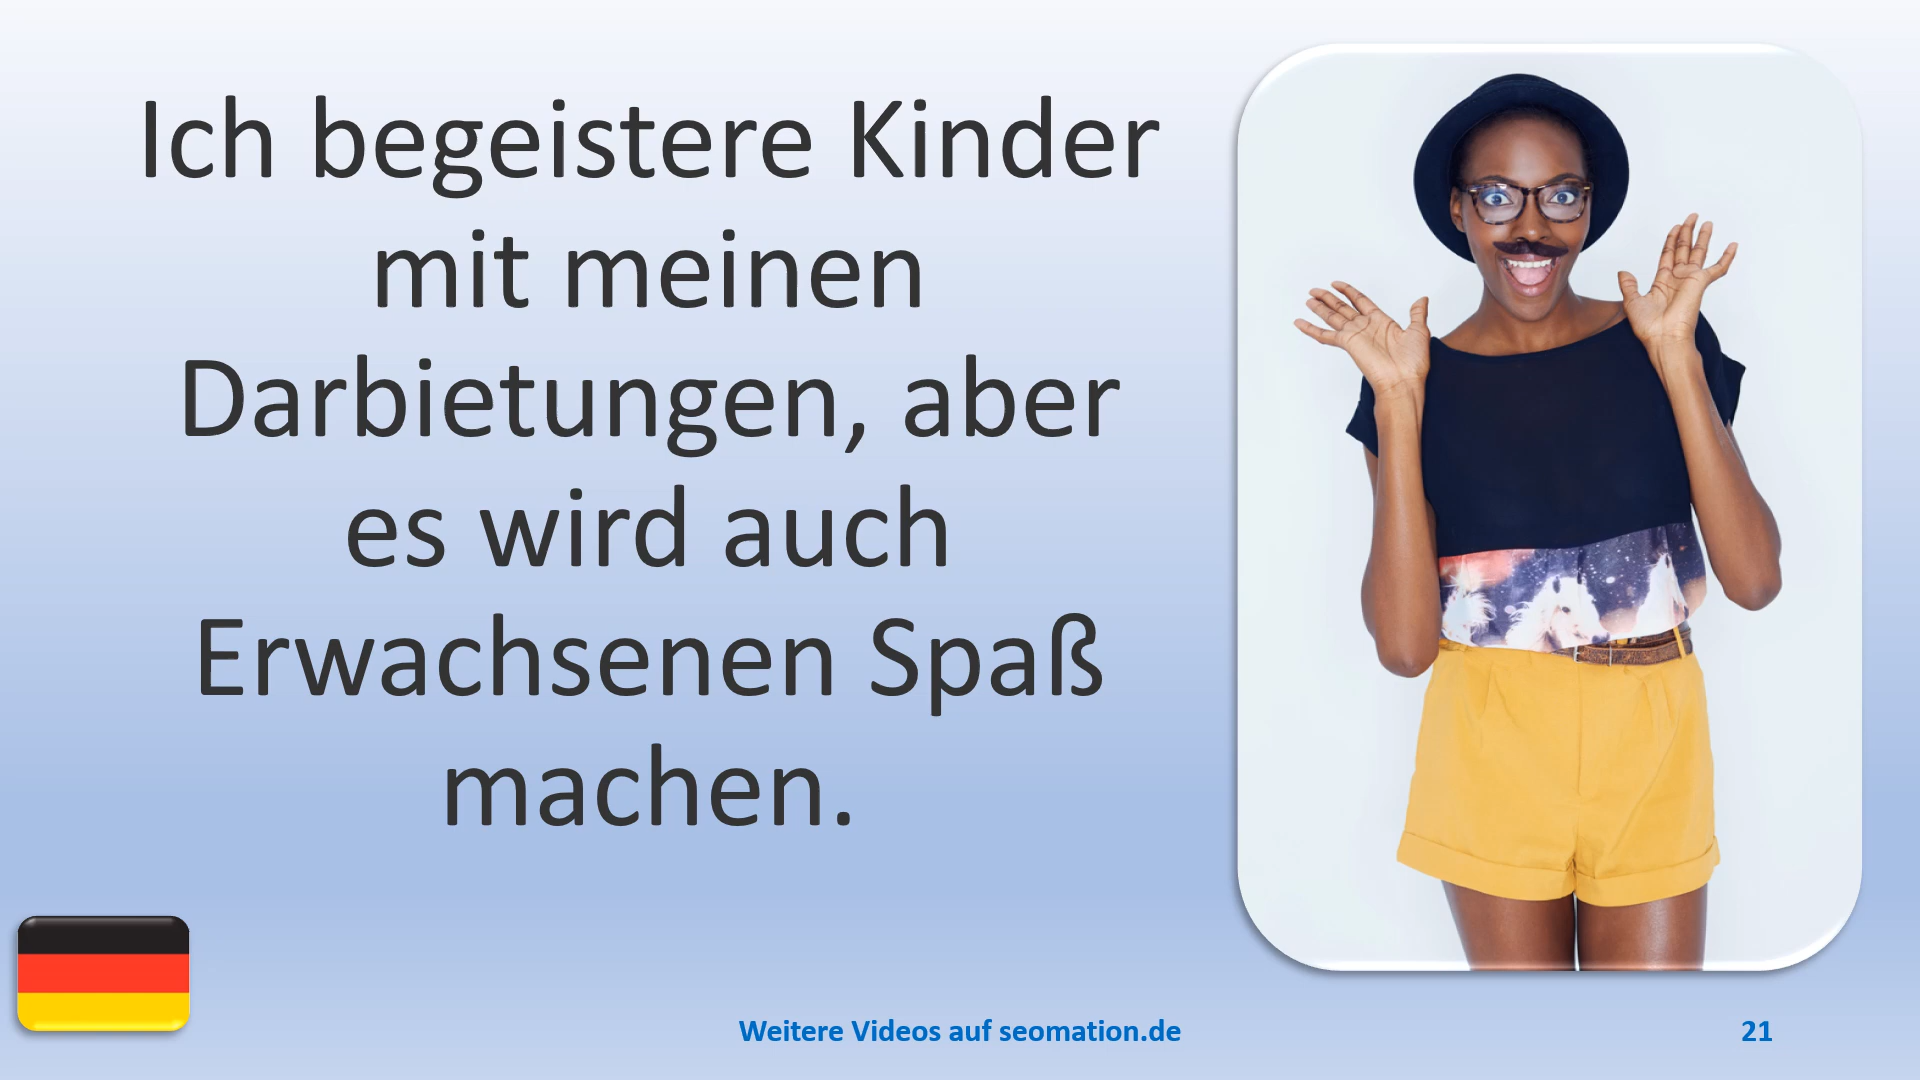 Ich begeistere Kinder
mit meinen
Darbietungen, aber
es wird auch
Erwachsenen Spaß
machen.
Weitere Videos auf seomation.de
21